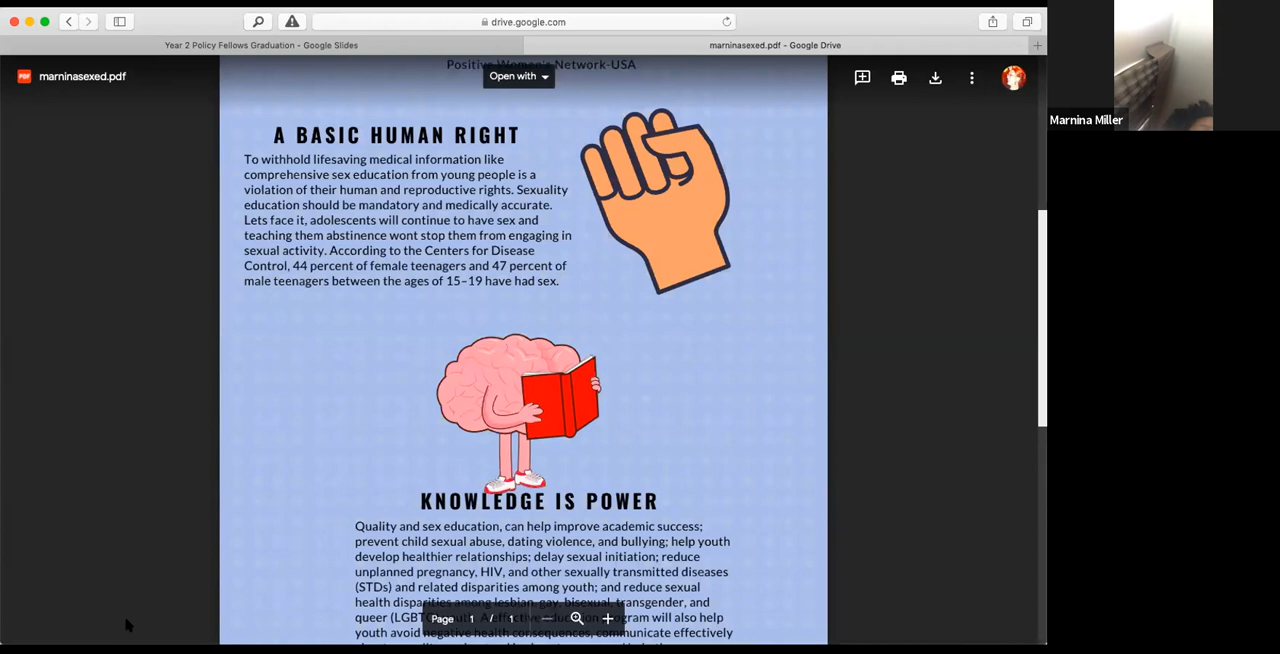 drive.google.com
Year 2 Policy Fellows Graduation - Google Slides
marninasexed.pdf - Google Drive
PDF
marninasexed.pdf
Positive Women's Network-USA
Open with
Marnina Miller
A BASIC HUMAN RIGHT
To withhold lifesaving medical information like
comprehensive sex education from young people is a
violation of their human and reproductive rights. Sexuality
education should be mandatory and medically accurate.
Lets face it, adolescents will continue to have sex and
teaching them abstinence wont stop them from engaging in
sexual activity. According to the Centers for Disease
Control, 44 percent of female teenagers and 47 percent of
male teenagers between the ages of 15-19 have had sex.
KNOWLEDGE IS POWER
Quality and sex education, can help improve academic success;
prevent child sexual abuse, dating violence, and bullying; help youth
develop healthier relationships; delay sexual initiation; reduce
unplanned pregnancy, HIV, and other sexually transmitted diseases
(STDs) and related disparities among youth; and reduce sexual
health disparities among lesbian, gay, bisexual, transgender, and
queer (LGBTQ) youth. A effective education program will also help
youth avoid negative health consequences, communicate effectively
Page 1 / 1